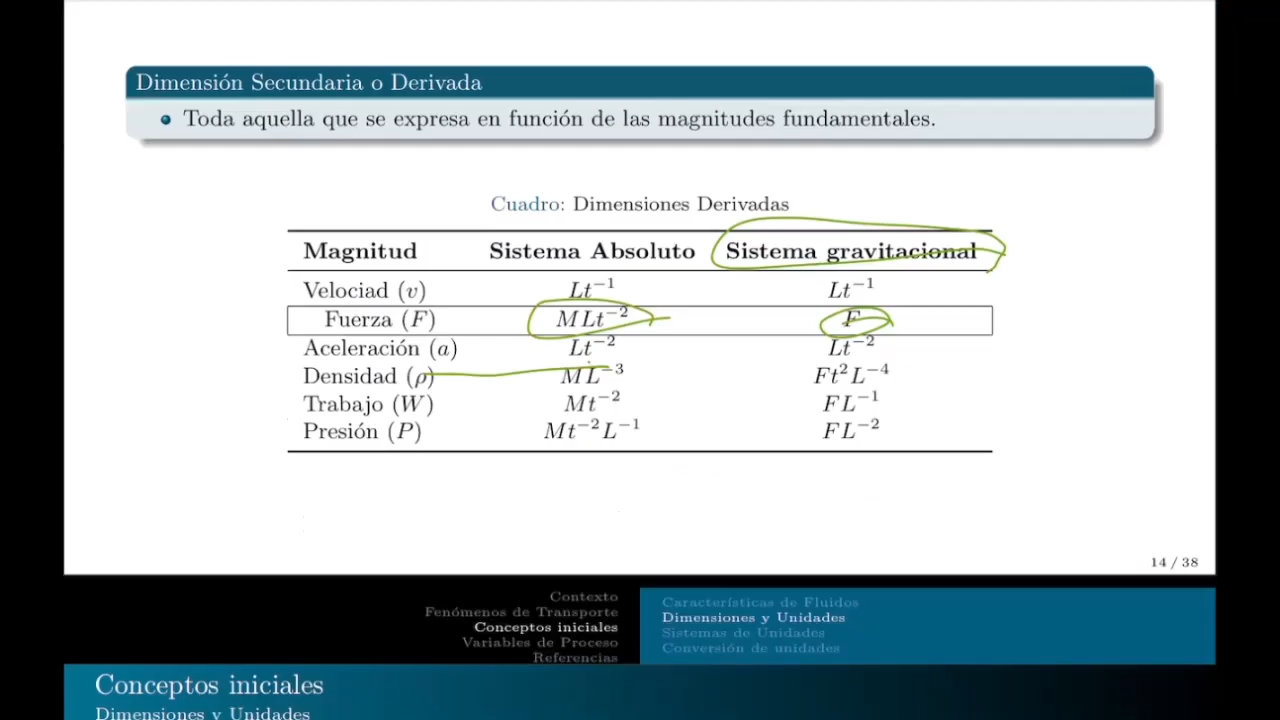 Dimensión Secundaria o Derivada
Toda aquella que se expresa en función de las magnitudes fundamentales.
Cuadro: Dimensiones Derivadas
Magnitud Sistema Absoluto Sistema gravitacional
Velociad (v) Lt⁻¹ Lt⁻¹
Fuerza (F) MLt⁻² F
Aceleración (a) Lt⁻² Lt⁻²
Densidad (ρ) ML⁻³ Ft²L⁻⁴
Trabajo (W) Mt⁻² FL⁻¹
Presión (P) Mt⁻²L⁻¹ FL⁻²
14 / 38
Contexto
Fenómenos de Transporte
Conceptos iniciales
Variables de Proceso
Referencias
Características de Fluidos
Dimensiones y Unidades
Sistemas de Unidades
Conversión de unidades
Conceptos iniciales
Dimensiones y Unidades